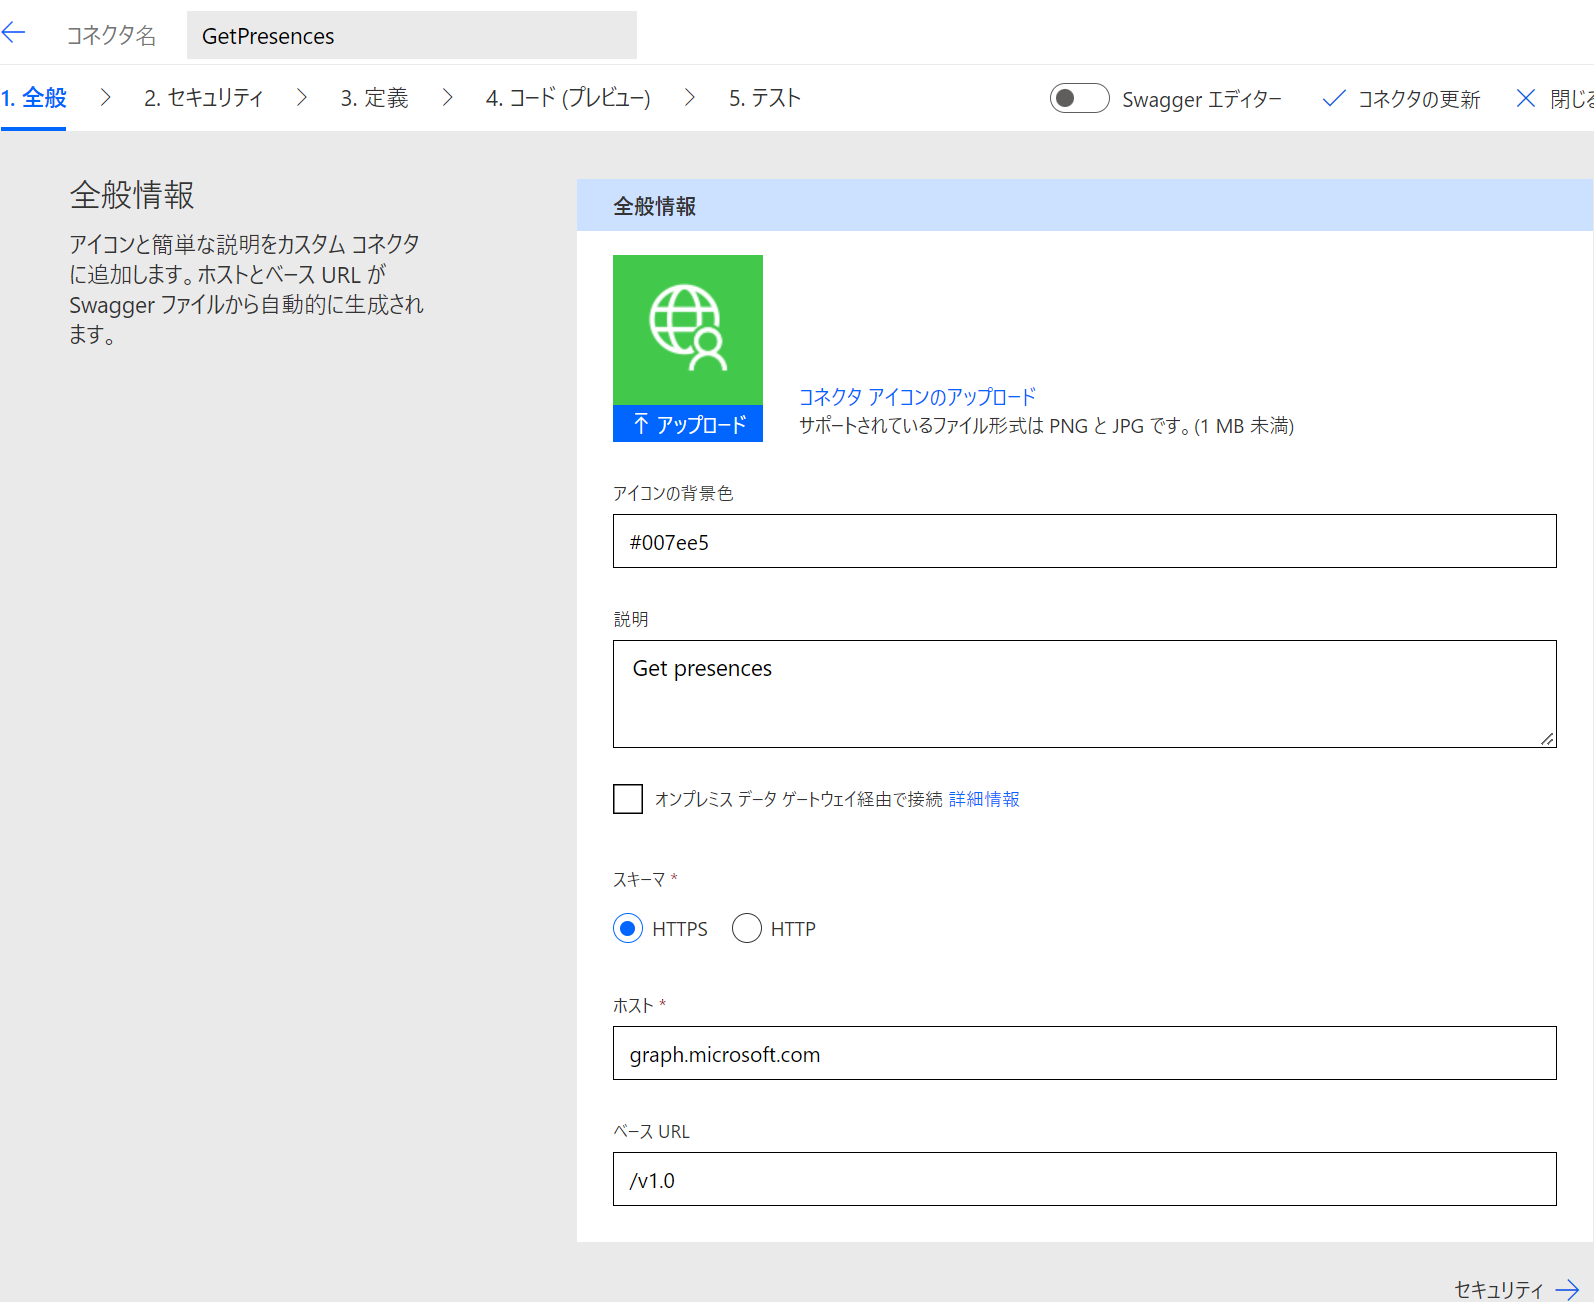 コネクタ名 GetPresences
1. 全般 2. セキュリティ 3. 定義 4. コード (プレビュー) 5. テスト Swagger エディター コネクタの更新 閉じる
全般情報
アイコンと簡単な説明をカスタム コネクタ
に追加します。ホストとベース URL が
Swagger ファイルから自動的に生成され
ます。
全般情報
アップロード
コネクタ アイコンのアップロード
サポートされているファイル形式は PNG と JPG です。(1 MB 未満)
アイコンの背景色
#007ee5
説明
Get presences
オンプレミス データ ゲートウェイ経由で接続 詳細情報
スキーマ *
HTTPS HTTP
ホスト *
graph.microsoft.com
ベース URL
/v1.0
セキュリティ